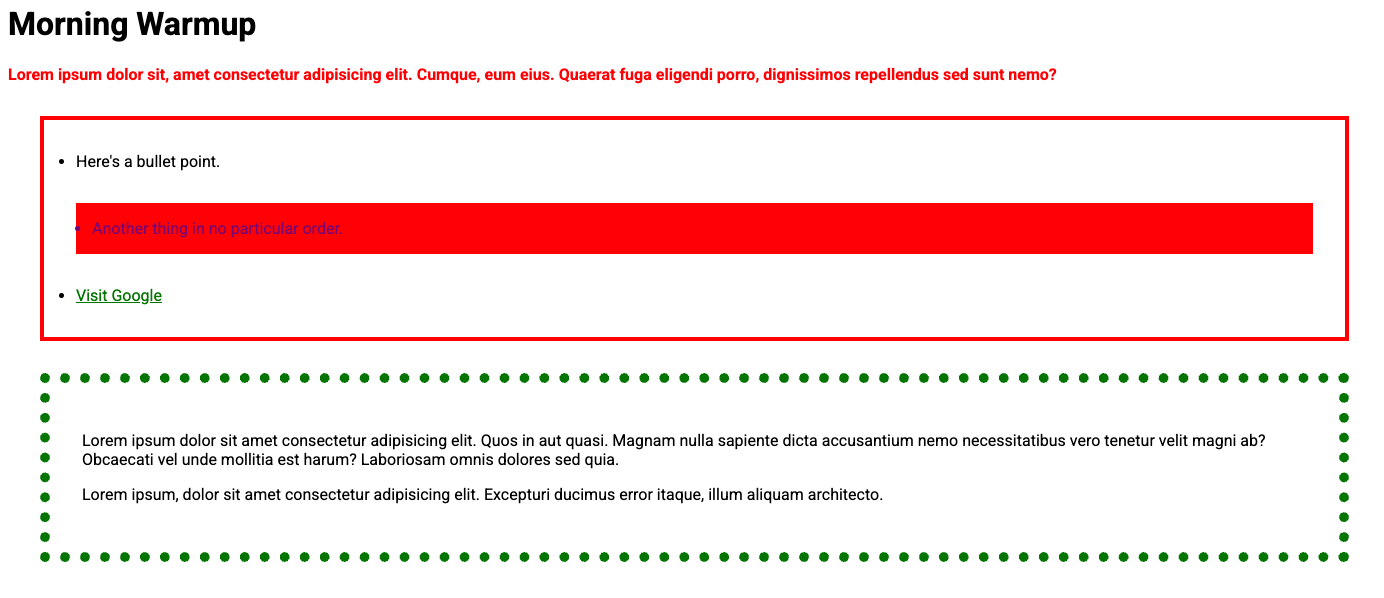 Morning Warmup
Lorem ipsum dolor sit, amet consectetur adipisicing elit. Cumque, eum eius. Quaerat fuga eligendi porro, dignissimos repellendus sed sunt nemo?
Here's a bullet point.
Another thing in no particular order.
Visit Google
Lorem ipsum dolor sit amet consectetur adipisicing elit. Quos in aut quasi. Magnam nulla sapiente dicta accusantium nemo necessitatibus vero tenetur velit magni ab?
Obcaecati vel unde mollitia est harum? Laboriosam omnis dolores sed quia.
Lorem ipsum, dolor sit amet consectetur adipisicing elit. Excepturi ducimus error itaque, illum aliquam architecto.